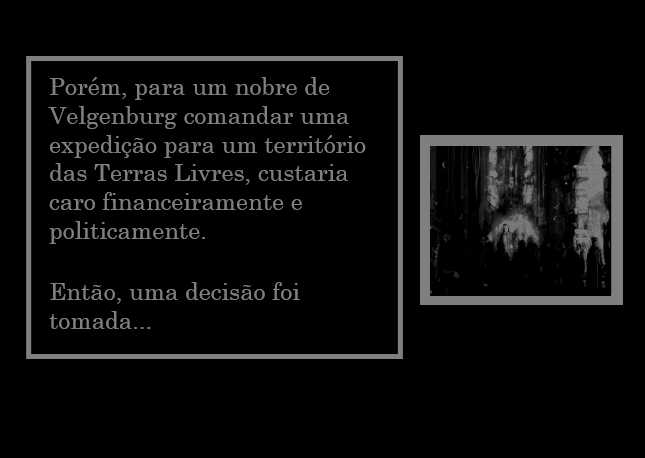 Porém, para um nobre de
Velgenburg comandar uma
expedição para um território
das Terras Livres, custaria
caro financeiramente e
politicamente.
Então, uma decisão foi
tomada...